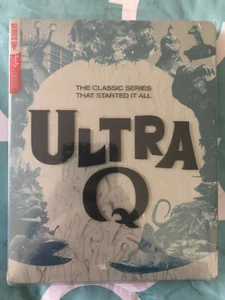 THE CLASSIC SERIES
THAT STARTED IT ALL
ULTRA
Q